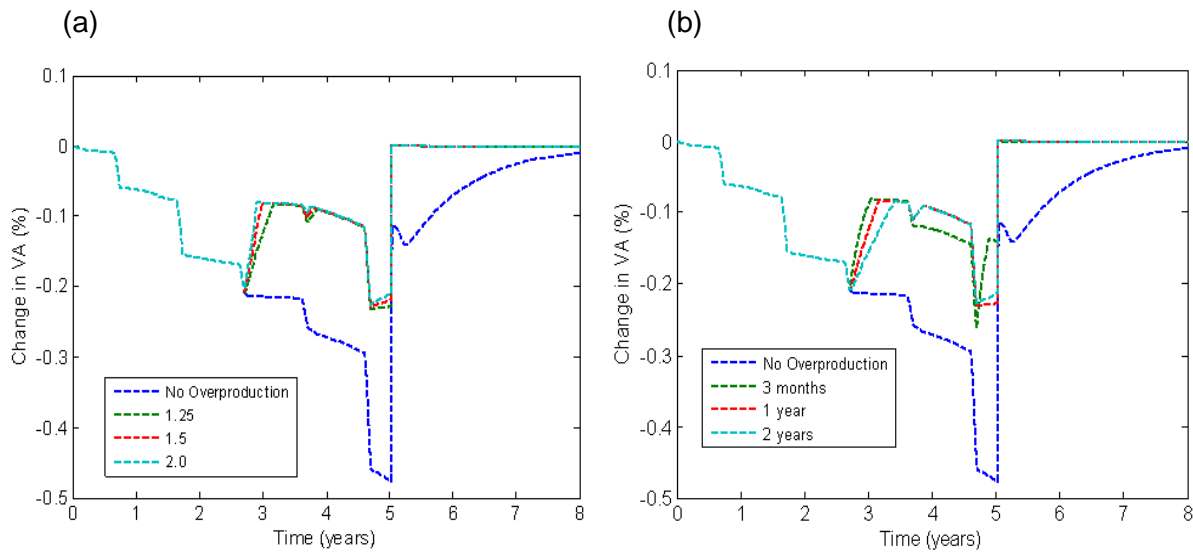 (a)
0.1
0
-0.1
-0.2
-0.3
-0.4
-0.5
Change in VA (%)
No Overproduction
1.25
1.5
2.0
0 1 2 3 4 5 6 7 8
Time (years)
(b)
0.1
0
-0.1
-0.2
-0.3
-0.4
-0.5
Change in VA (%)
No Overproduction
3 months
1 year
2 years
0 1 2 3 4 5 6 7 8
Time (years)